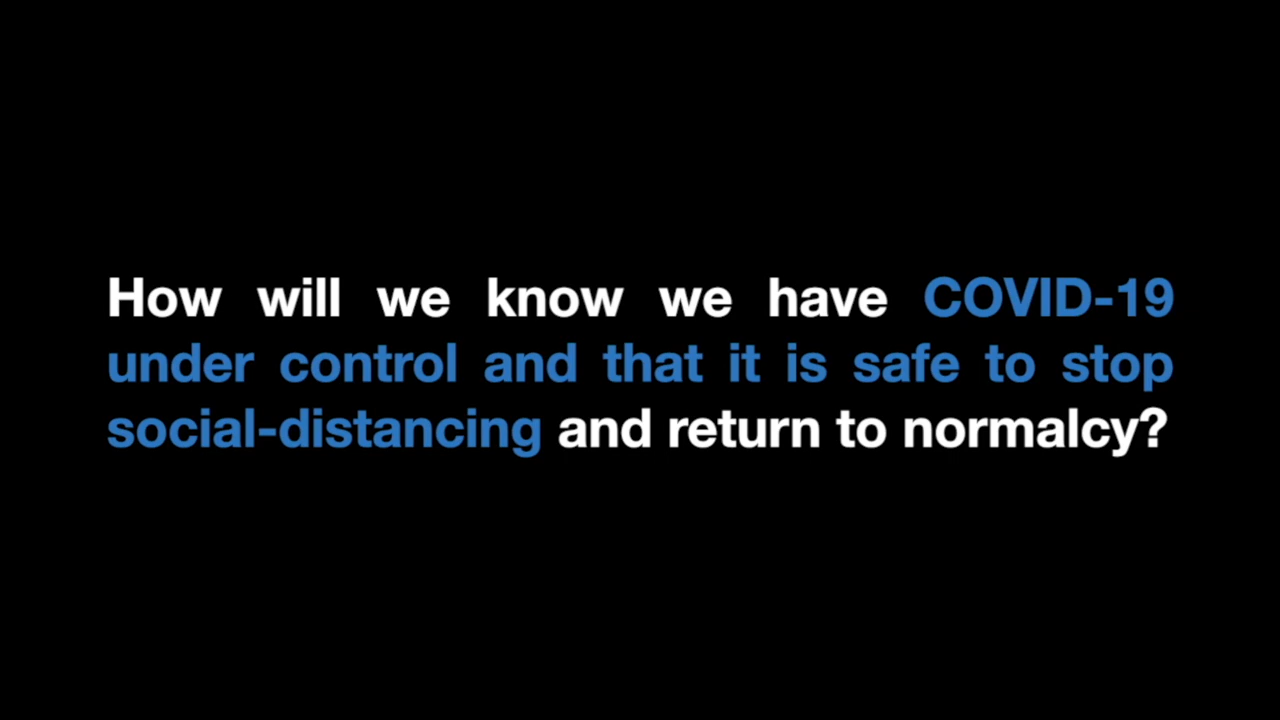 How will we know we have COVID-19
under control and that it is safe to stop
social-distancing and return to normalcy?